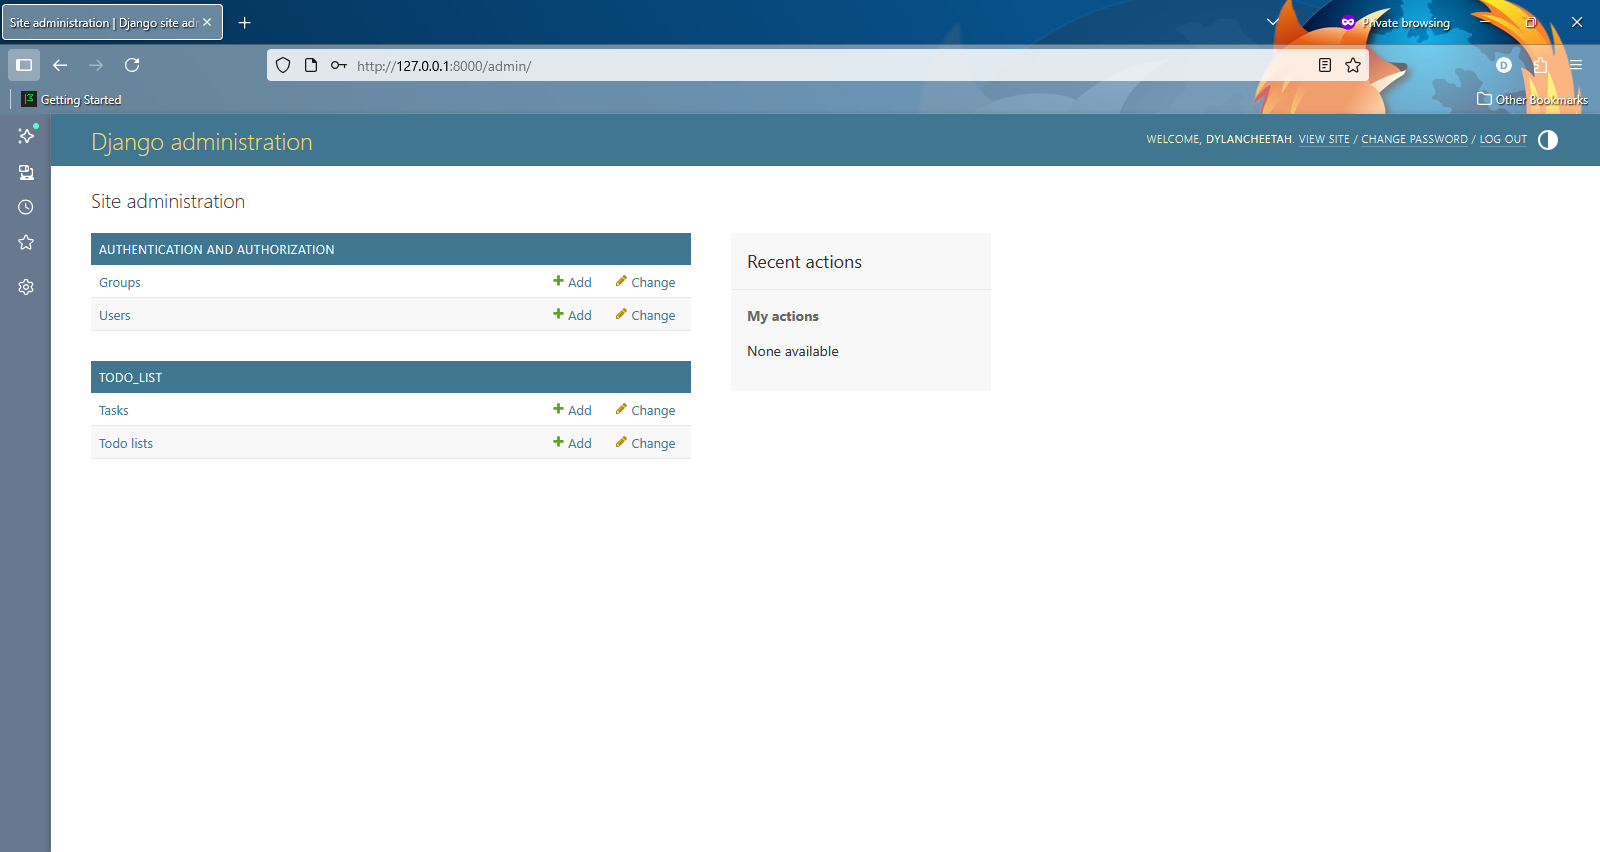 Site administration | Django site adm
Private browsing
http://127.0.0.1:8000/admin/
D
Getting Started
Other Bookmarks
Django administration
WELCOME, DYLANCHEETAH. VIEW SITE / CHANGE PASSWORD / LOG OUT
Site administration
AUTHENTICATION AND AUTHORIZATION
Groups Add Change
Users Add Change
TODO_LIST
Tasks Add Change
Todo lists Add Change
Recent actions
My actions
None available